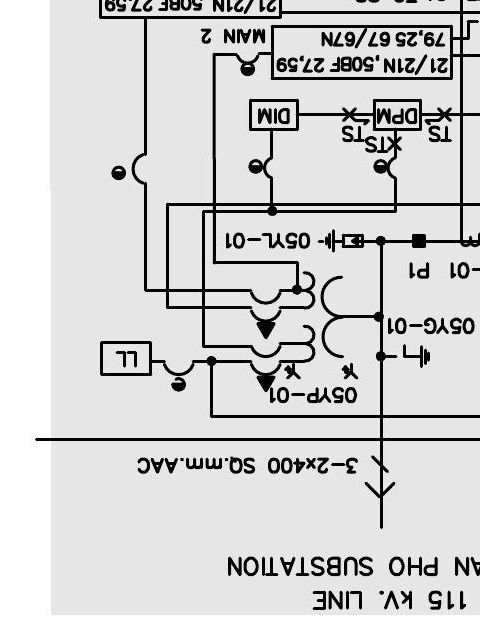 115 kV. LINE
AN PHO SUBSTATION
3-2x400 SQ.mm.AAC
05YP-01
LL
05YG-01
-01
P1
05YL-01
TS
TS
TS
DPM
DIM
21/21N,50BF,27,59
79,25 67/67N
MAIN 2
21/21N,50BF 27,59